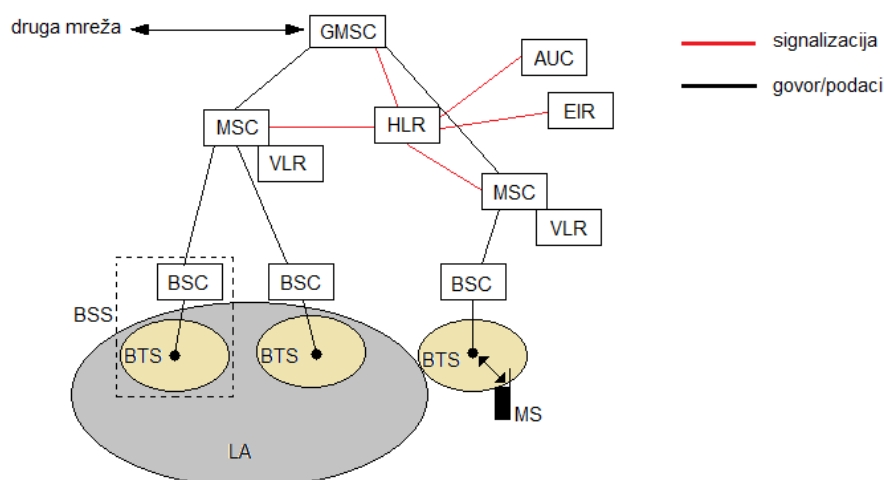 druga mreža
GMSC
signalizacija
AUC
govor/podaci
EIR
MSC
HLR
VLR
MSC
VLR
BSC
BSC
BSC
BSS
BTS
BTS
BTS
MS
LA